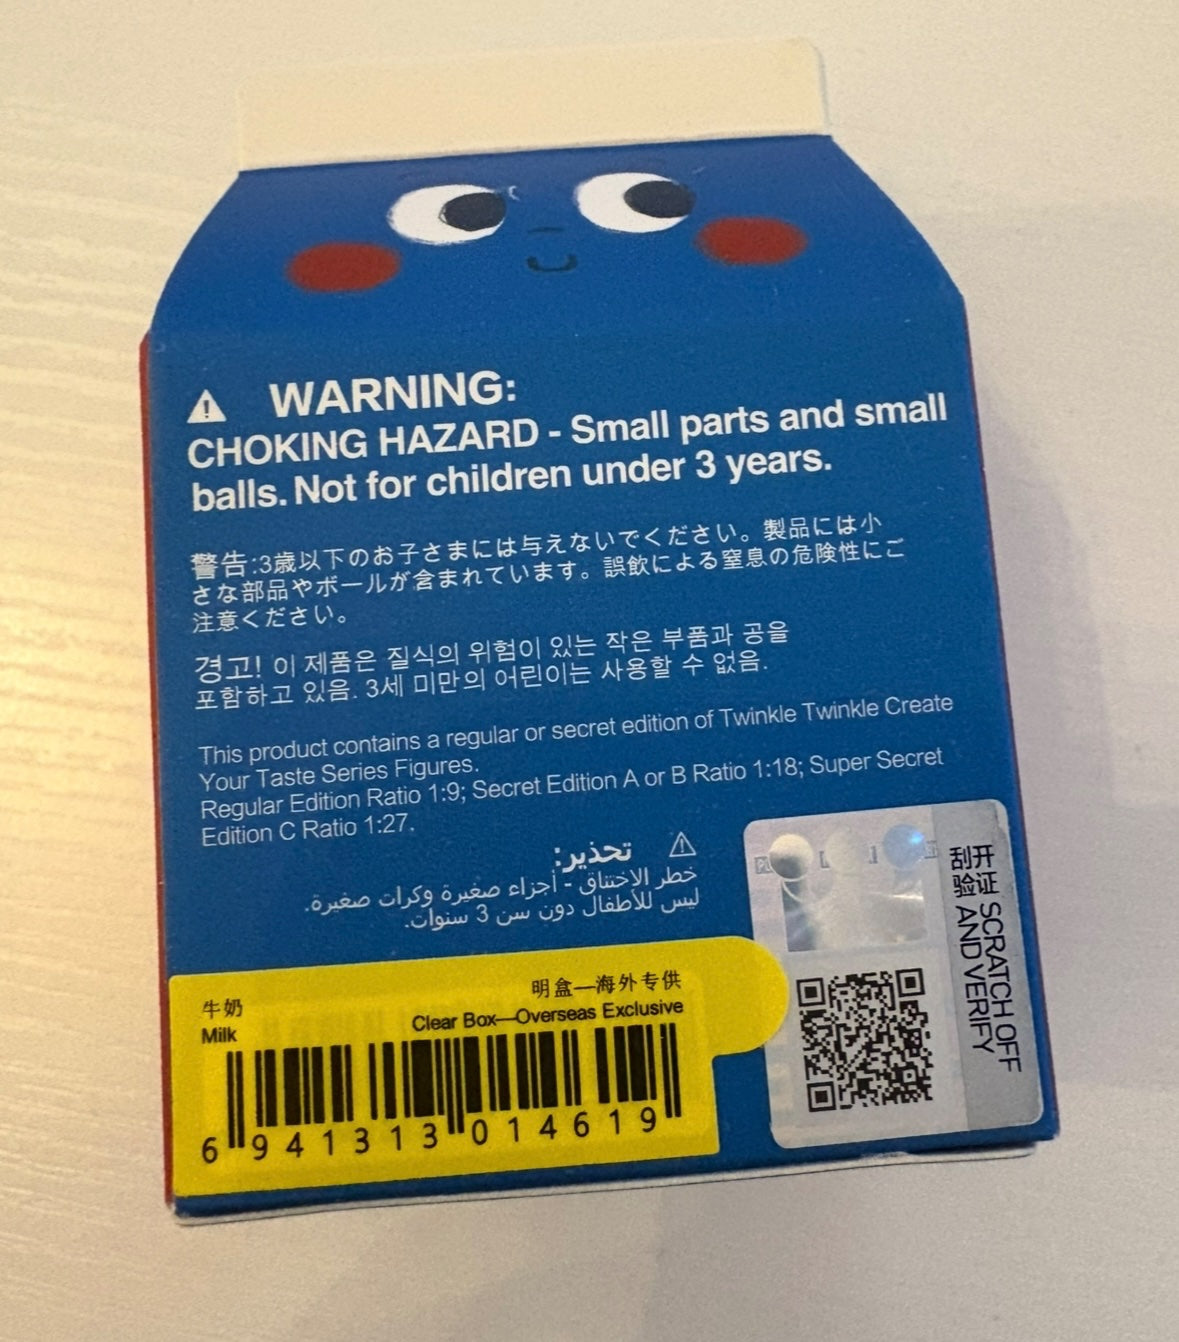 ⚠ WARNING:
CHOKING HAZARD - Small parts and small
balls. Not for children under 3 years.
警告:3歳以下のお子さまには与えないでください。製品には小
さな部品やボールが含まれています。誤飲による窒息の危険性にご
注意ください。
경고! 이 제품은 질식의 위험이 있는 작은 부품과 공을
포함하고 있음. 3세 미만의 어린이는 사용할 수 없음.
This product contains a regular or secret edition of Twinkle Twinkle Create
Your Taste Series Figures.
Regular Edition Ratio 1:9; Secret Edition A or B Ratio 1:18; Super Secret
Edition C Ratio 1:27.
⚠ تحذير:
خطر الاختناق - أجزاء صغيرة وكرات صغيرة.
ليس للأطفال دون سن 3 سنوات.
牛奶
Milk
明盒—海外专供
Clear Box—Overseas Exclusive
6 941313 014619
刮开
验证
SCRATCH OFF
AND VERIFY